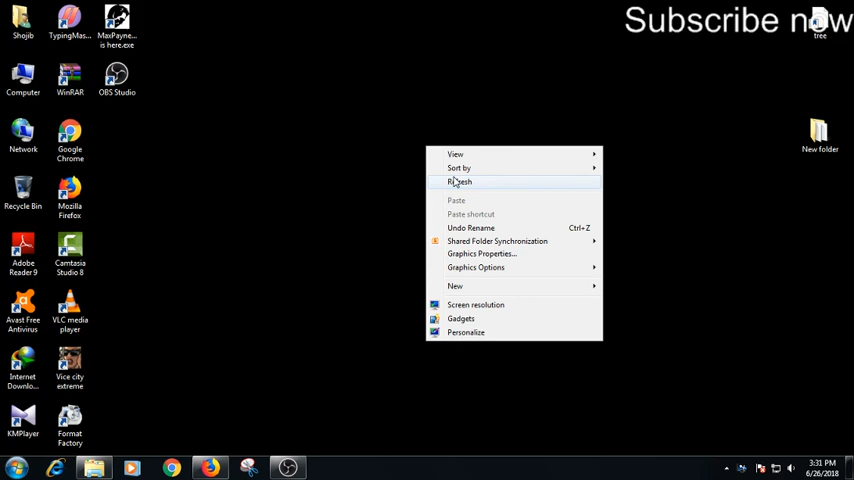 Subscribe now
Shojib
TypingMas...
MaxPayne...
is here.exe
tree
Computer
WinRAR
OBS Studio
Network
Google
Chrome
New folder
Recycle Bin
Mozilla
Firefox
Adobe
Reader 9
Camtasia
Studio 8
Avast Free
Antivirus
VLC media
player
Internet
Downlo...
Vice city
extreme
KMPlayer
Format
Factory
View
Sort by
Refresh
Paste
Paste shortcut
Undo Rename Ctrl+Z
Shared Folder Synchronization
Graphics Properties...
Graphics Options
New
Screen resolution
Gadgets
Personalize
3:31 PM
6/26/2018